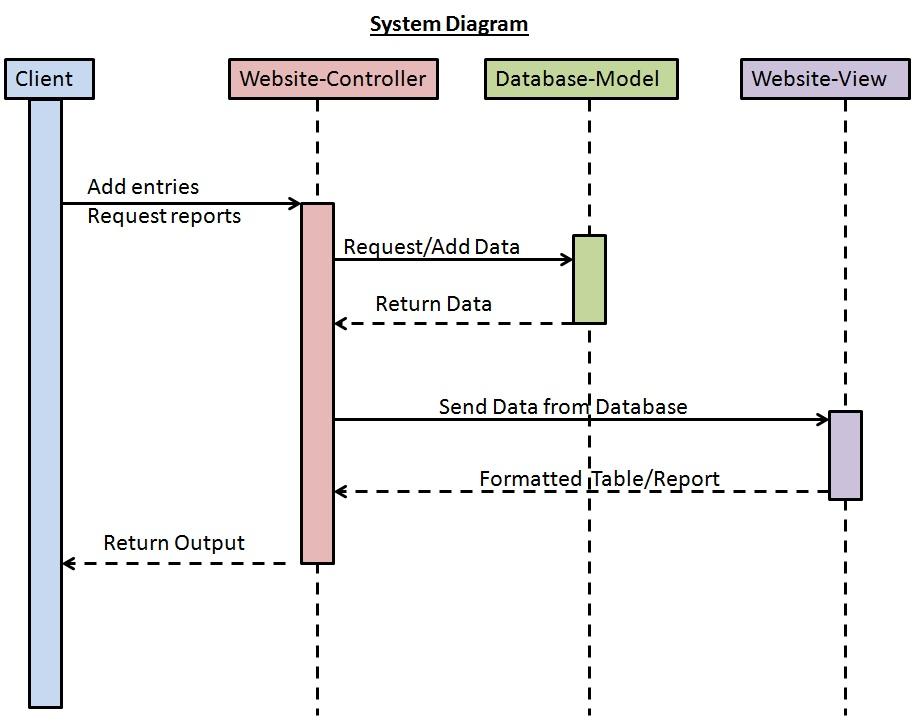 System Diagram
Client
Website-Controller
Database-Model
Website-View
Add entries
Request reports
Request/Add Data
Return Data
Send Data from Database
Formatted Table/Report
Return Output